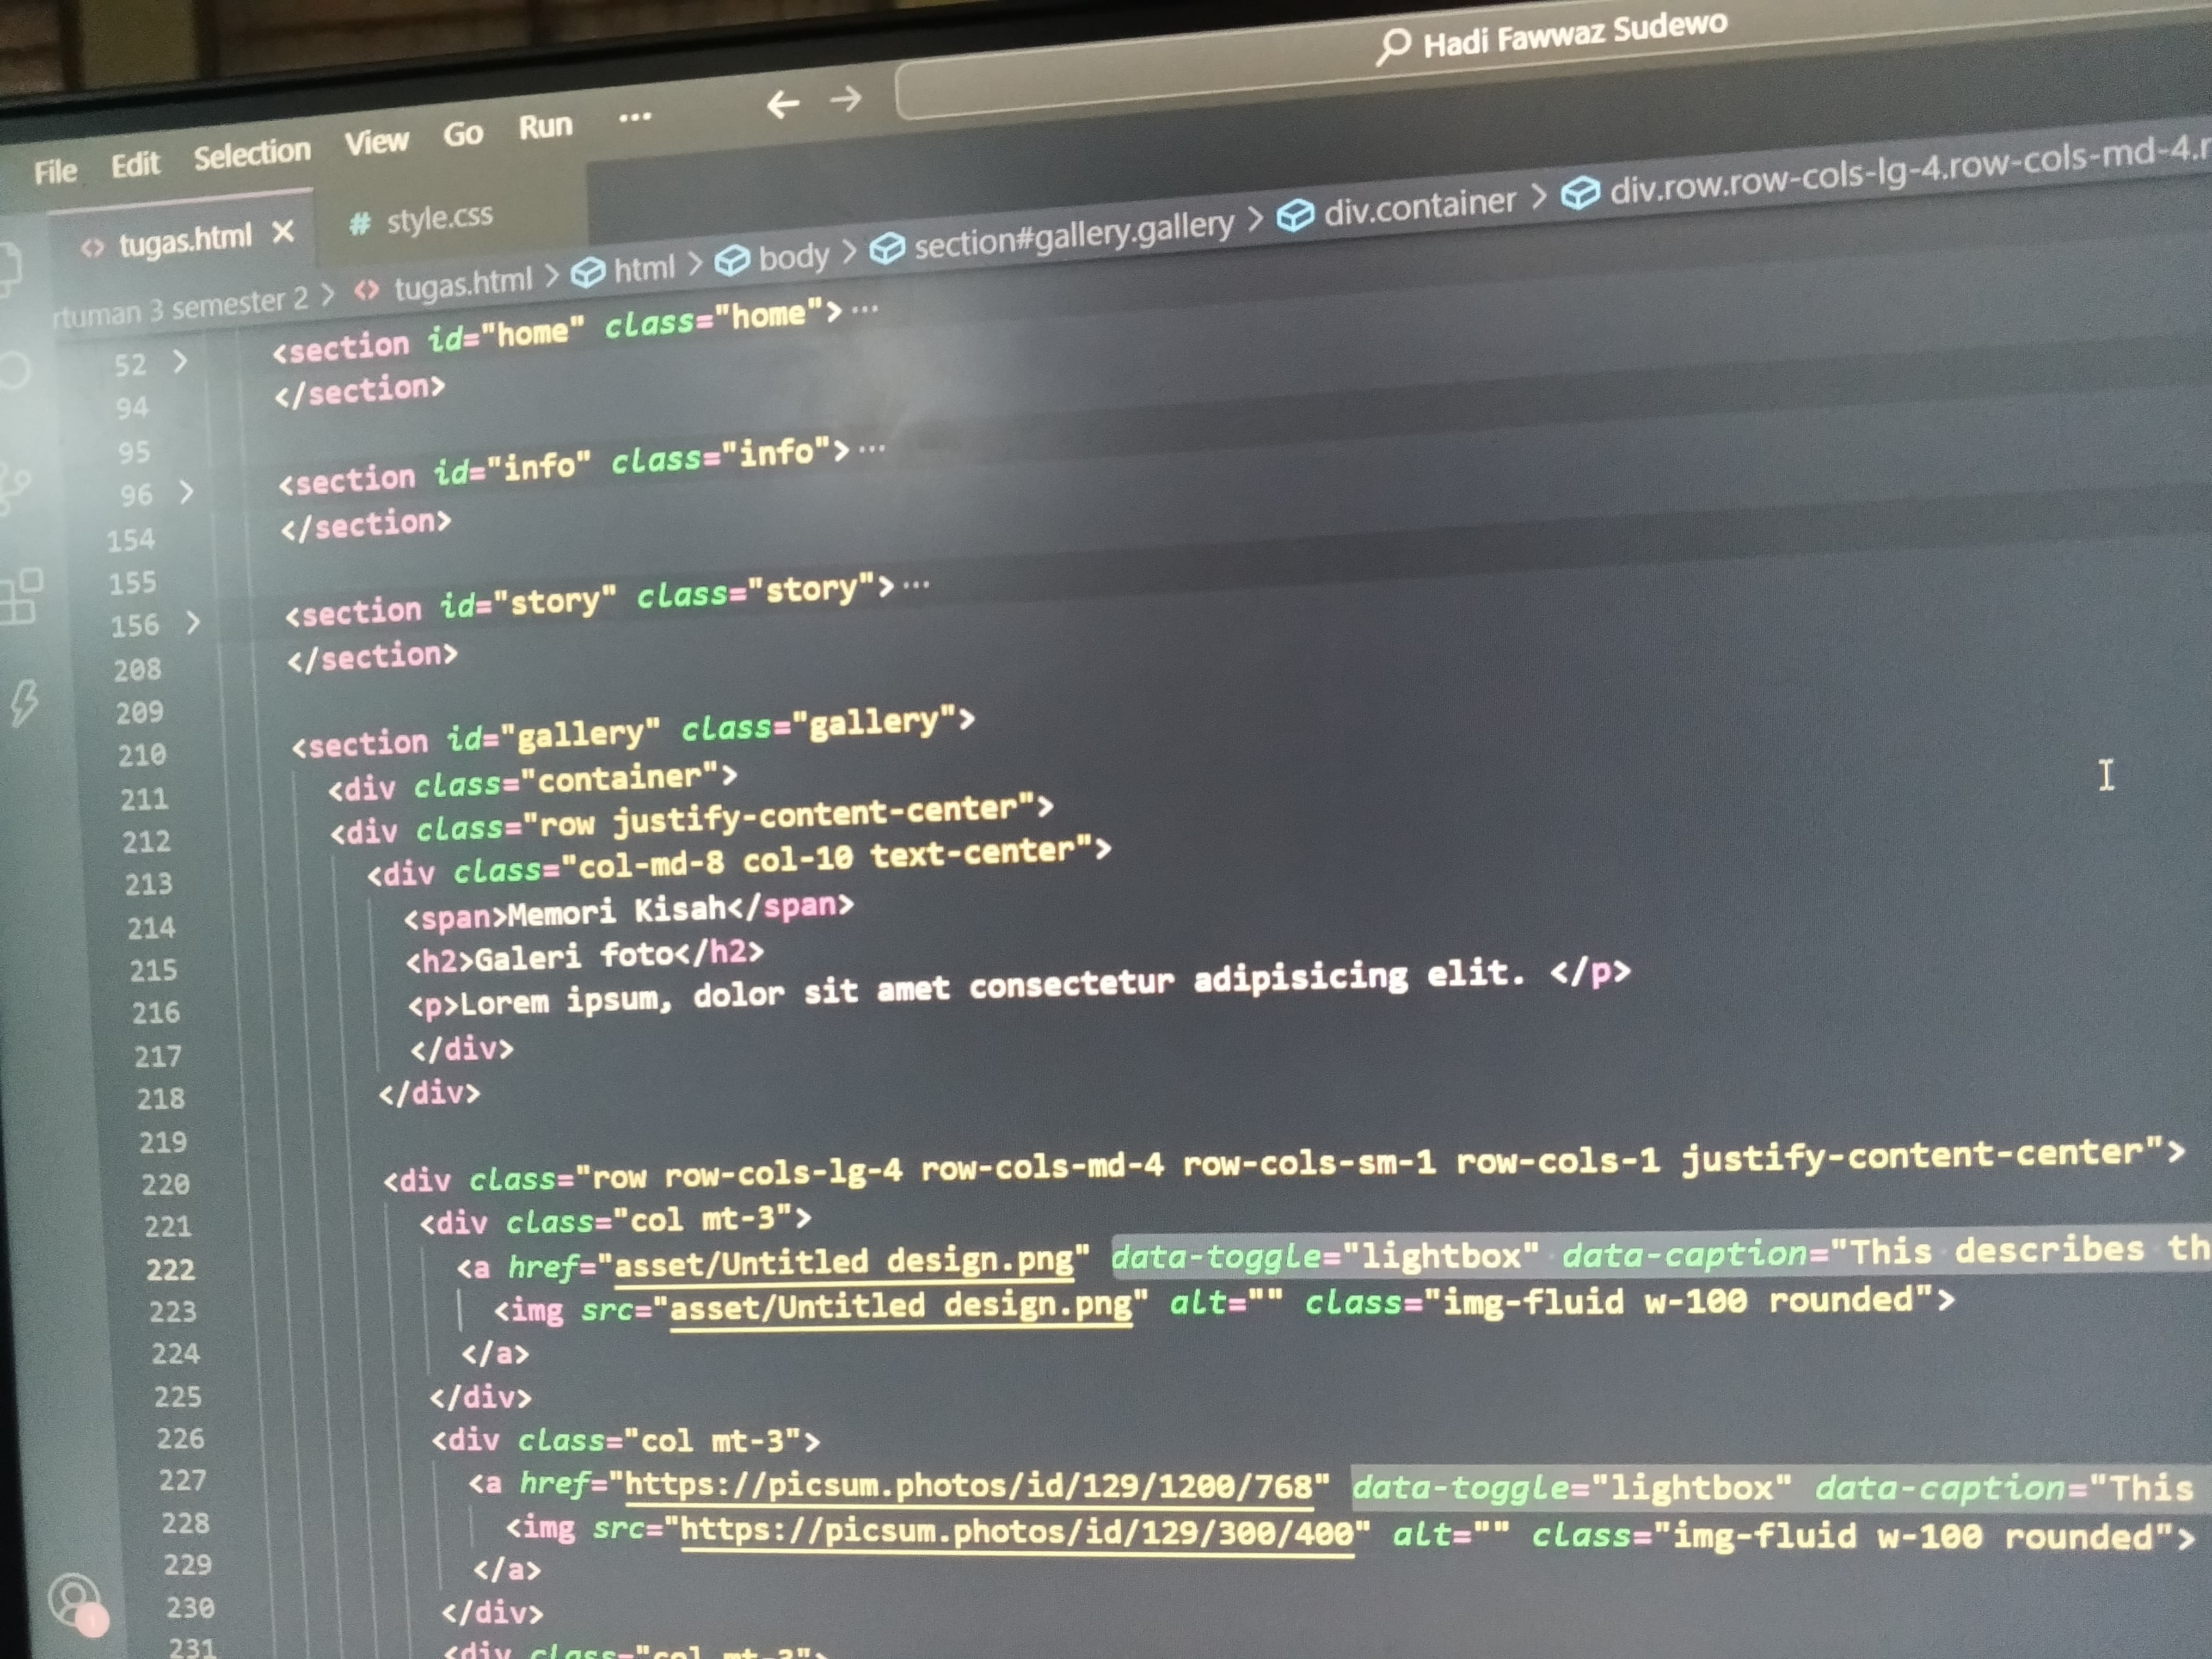 Hadi Fawwaz Sudewo
File Edit Selection View Go Run ...
tugas.html
# style.css
3 semester 2 > tugas.html > html > body > section#gallery.gallery > div.container > div.row.row-cols-lg-4.row-cols-md-4.r
52 > <section id="home" class="home">...
94 </section>
95
96 > <section id="info" class="info">...
154 </section>
155
156 > <section id="story" class="story">...
208 </section>
209
210 <section id="gallery" class="gallery">
211 <div class="container">
212 <div class="row justify-content-center">
213 <div class="col-md-8 col-10 text-center">
214 <span>Memori Kisah</span>
215 <h2>Galeri foto</h2>
216 <p>Lorem ipsum, dolor sit amet consectetur adipisicing elit. </p>
217 </div>
218 </div>
219
220 <div class="row row-cols-lg-4 row-cols-md-4 row-cols-sm-1 row-cols-1 justify-content-center">
221 <div class="col mt-3">
222 <a href="asset/Untitled design.png" data-toggle="lightbox" data-caption="This describes th
223 <img src="asset/Untitled design.png" alt="" class="img-fluid w-100 rounded">
224 </a>
225 </div>
226 <div class="col mt-3">
227 <a href="https://picsum.photos/id/129/1200/768" data-toggle="lightbox" data-caption="This
228 <img src="https://picsum.photos/id/129/300/400" alt="" class="img-fluid w-100 rounded">
229 </a>
230 </div>
231 <div class="col mt-3">
1